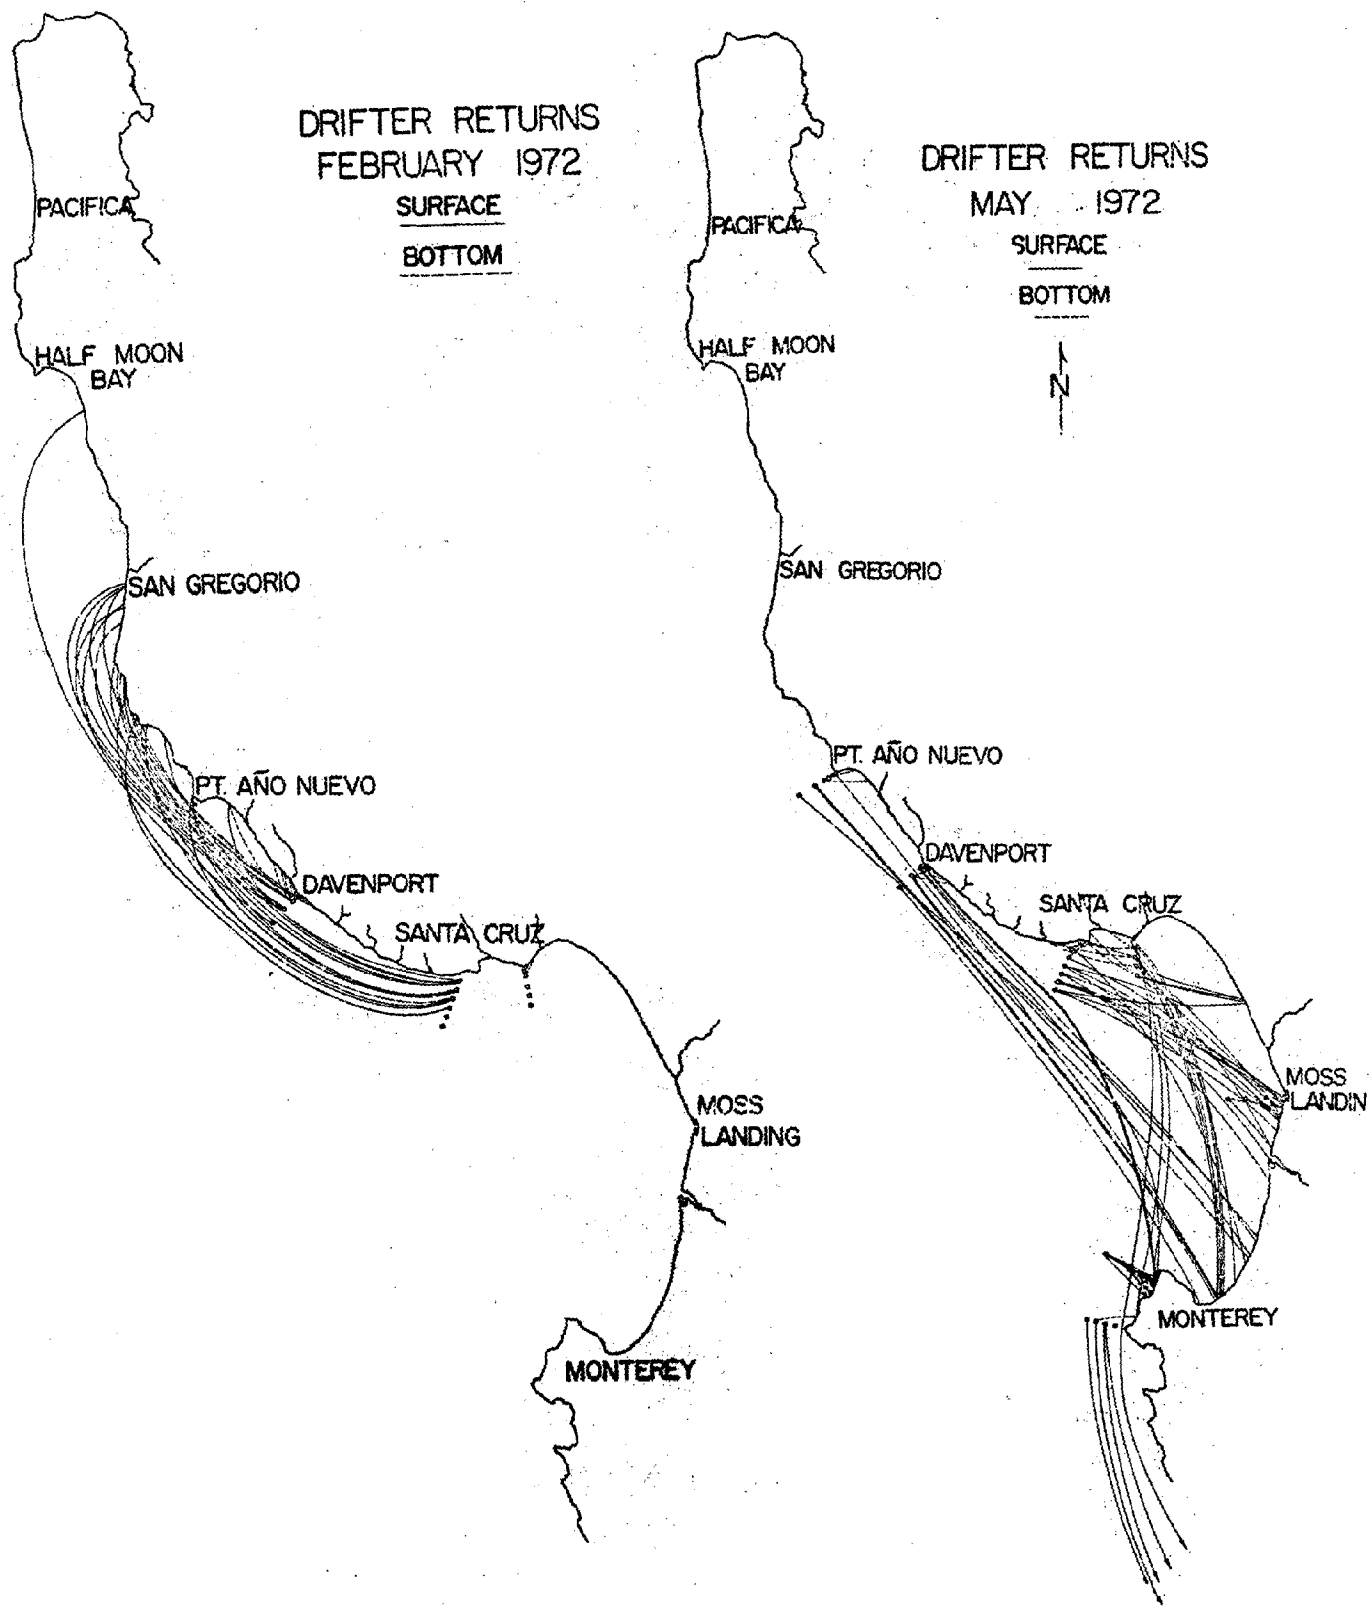 DRIFTER RETURNS
FEBRUARY 1972
SURFACE
BOTTOM
PACIFICA
HALF MOON
BAY
SAN GREGORIO
PT. AÑO NUEVO
DAVENPORT
SANTA CRUZ
MOSS
LANDING
MONTEREY
DRIFTER RETURNS
MAY 1972
SURFACE
BOTTOM
N
PACIFICA
HALF MOON
BAY
SAN GREGORIO
PT. AÑO NUEVO
DAVENPORT
SANTA CRUZ
MOSS
LANDIN
MONTEREY